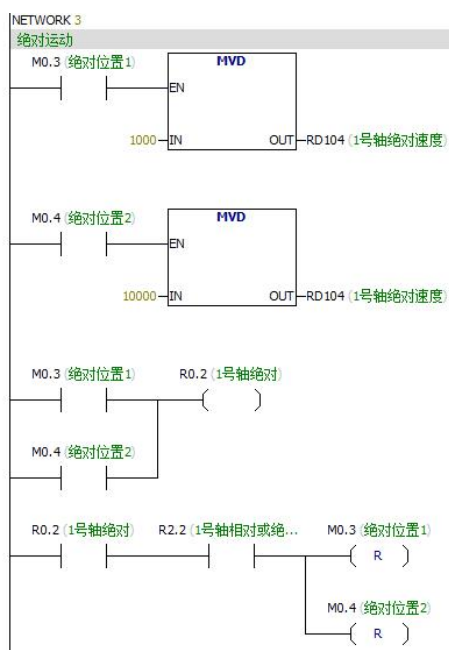 NETWORK 3
绝对运动
M0.3 (绝对位置1)
MVD
EN
1000 IN OUT RD104 (1号轴绝对速度)
M0.4 (绝对位置2)
MVD
EN
10000 IN OUT RD104 (1号轴绝对速度)
M0.3 (绝对位置1) R0.2 (1号轴绝对)
M0.4 (绝对位置2)
R0.2 (1号轴绝对) R2.2 (1号轴相对或绝... M0.3 (绝对位置1)
R
M0.4 (绝对位置2)
R